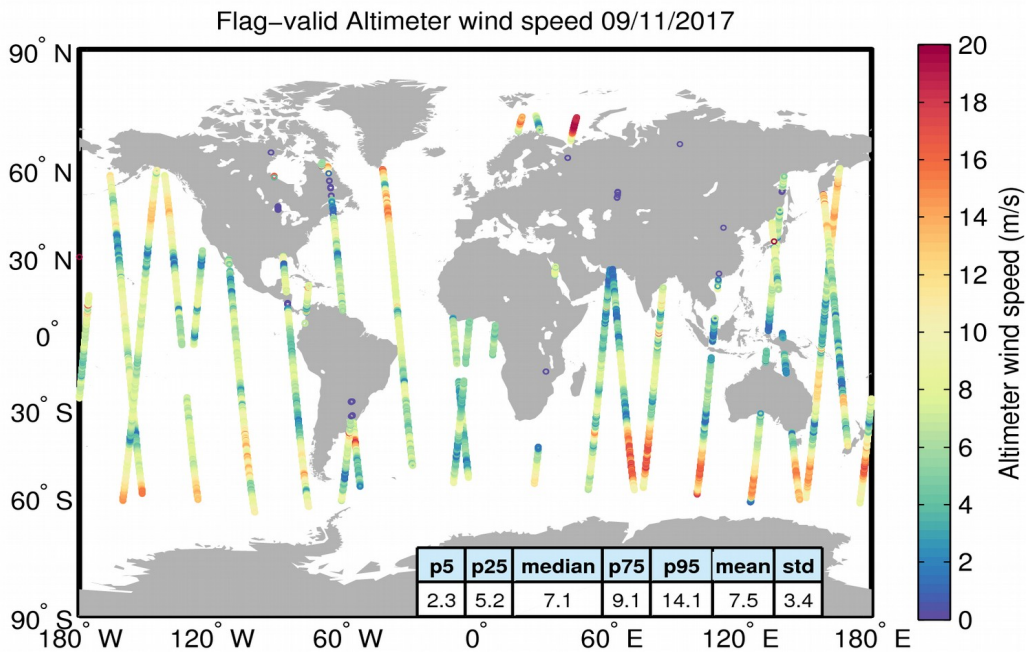 Flag−valid Altimeter wind speed 09/11/2017
90° N
60° N
30° N
0°
30° S
60° S
90° S
180° W
120° W
60° W
0°
60° E
120° E
180° E
p5 p25 median p75 p95 mean std
2.3 5.2 7.1 9.1 14.1 7.5 3.4
20
18
16
14
12
10
8
6
4
2
0
Altimeter wind speed (m/s)